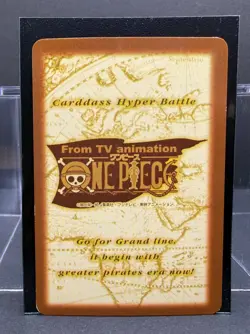 Carddass Hyper Battle
From TV animation
ワンピース
ONE PIECE
Go for Grand line.
it begin with
greater pirates era now!